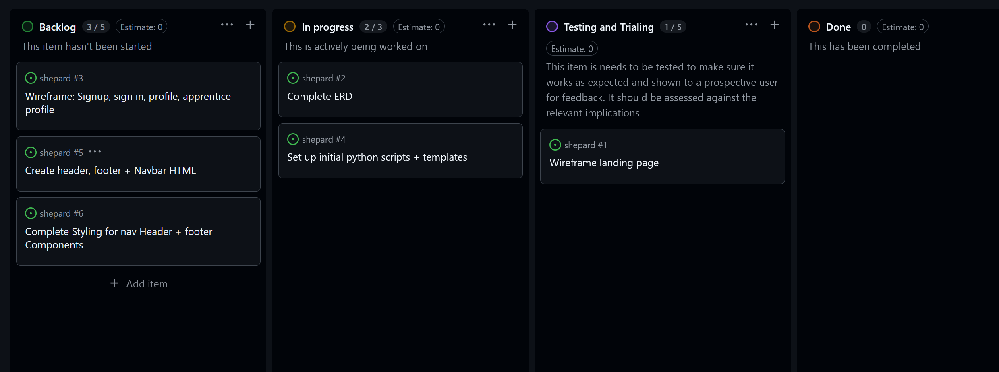 Backlog 3 / 5 Estimate: 0
This item hasn't been started
shepard #3
Wireframe: Signup, sign in, profile, apprentice
profile
shepard #5
Create header, footer + Navbar HTML
shepard #6
Complete Styling for nav Header + footer
Components
+ Add item
In progress 2 / 3 Estimate: 0
This is actively being worked on
shepard #2
Complete ERD
shepard #4
Set up initial python scripts + templates
Testing and Trialing 1 / 5
Estimate: 0
This item is needs to be tested to make sure it
works as expected and shown to a prospective user
for feedback. It should be assessed against the
relevant implications
shepard #1
Wireframe landing page
Done 0 Estimate: 0
This has been completed